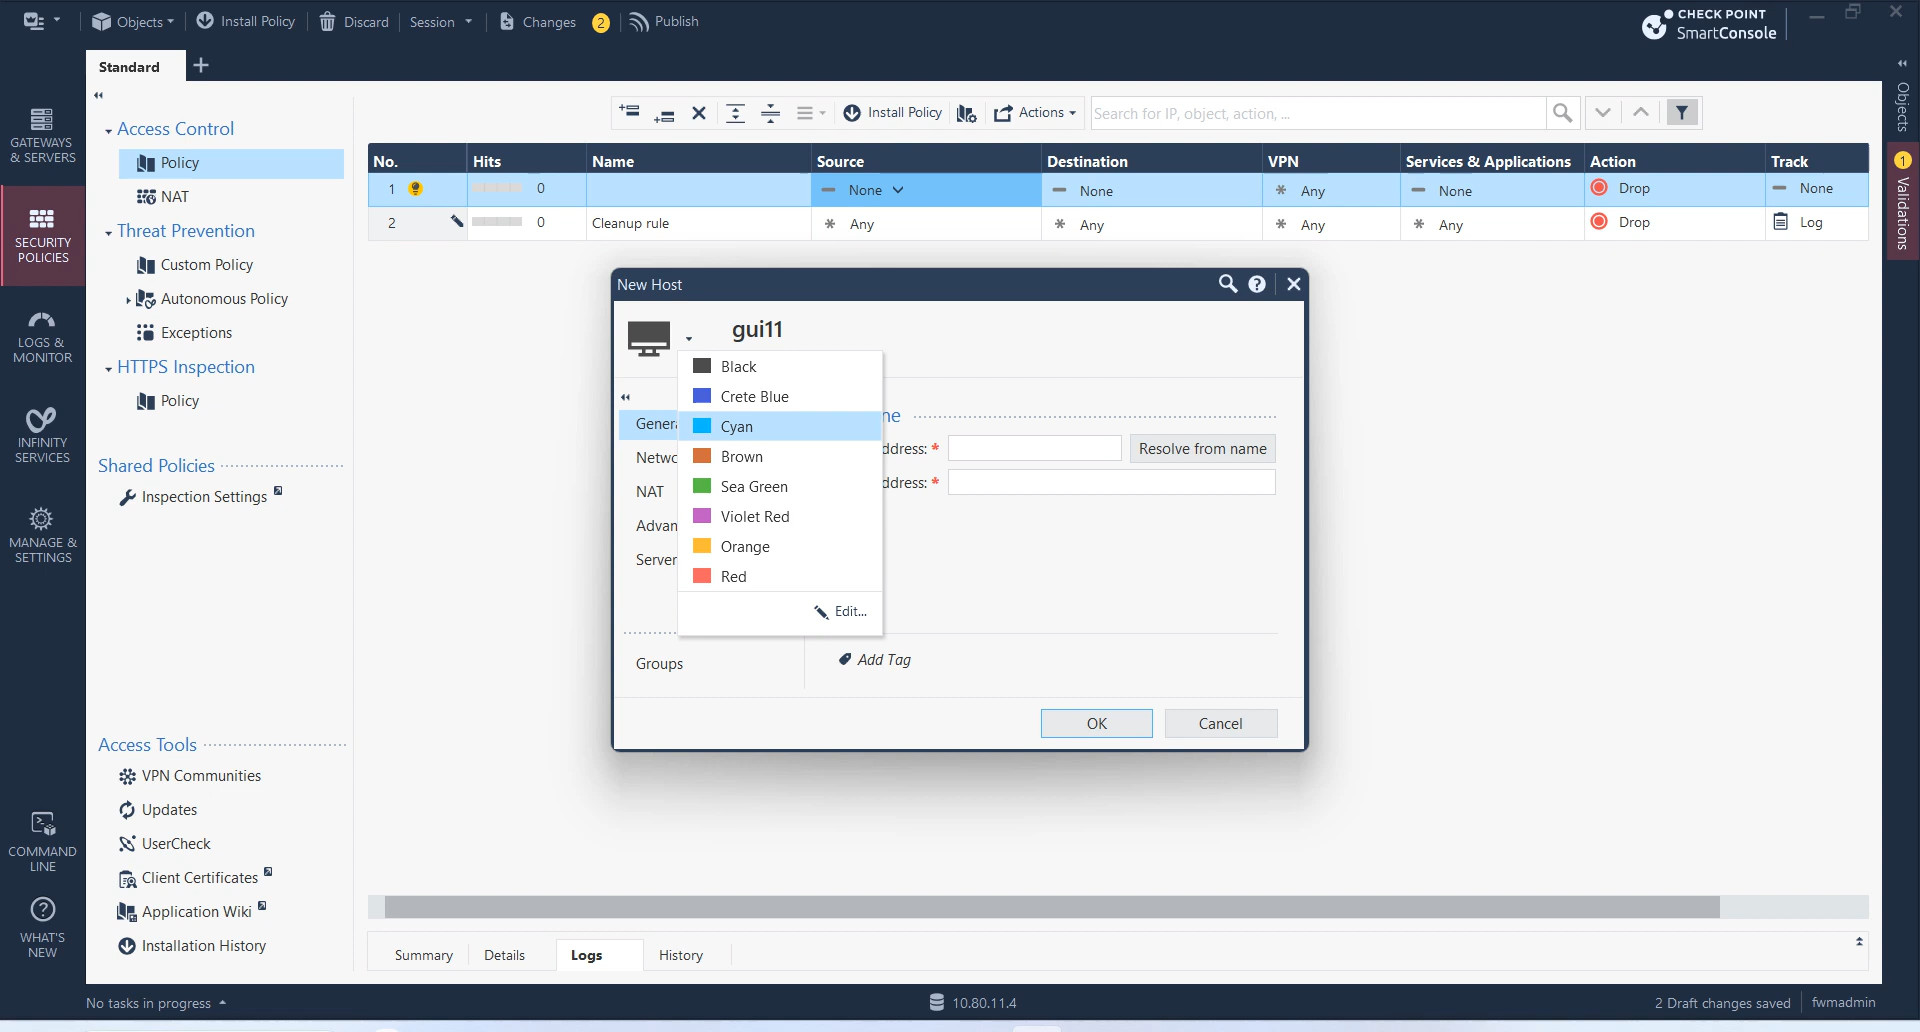 Objects
Install Policy
Discard
Session
Changes
2
Publish
CHECK POINT
SmartConsole
Standard
GATEWAYS
& SERVERS
SECURITY
POLICIES
LOGS &
MONITOR
INFINITY
SERVICES
MANAGE &
SETTINGS
COMMAND
LINE
WHAT'S
NEW
Access Control
Policy
NAT
Threat Prevention
Custom Policy
Autonomous Policy
Exceptions
HTTPS Inspection
Policy
Shared Policies
Inspection Settings
Access Tools
VPN Communities
Updates
UserCheck
Client Certificates
Application Wiki
Installation History
Install Policy
Actions
Search for IP, object, action, ...
No. Hits Name Source Destination VPN Services & Applications Action Track
1 0 None None * Any None Drop None
2 0 Cleanup rule * Any * Any * Any * Any Drop Log
New Host
gui11
Black
Crete Blue
Cyan
Brown
Sea Green
Violet Red
Orange
Red
Edit...
Genera
Netwo
NAT
Advan
Server
Groups
ne
ddress: *
Resolve from name
ddress: *
Add Tag
OK
Cancel
Summary
Details
Logs
History
Objects
1
Validations
No tasks in progress
10.80.11.4
2 Draft changes saved
fwmadmin